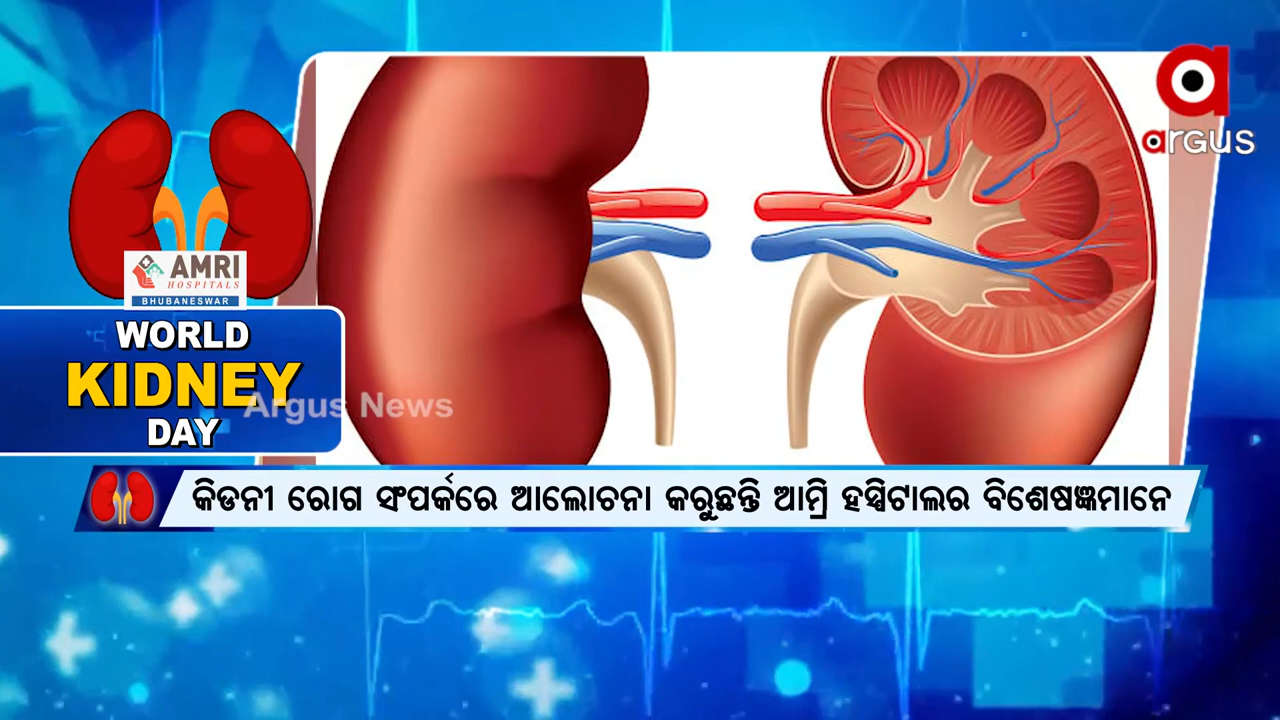 argus
AMRI
HOSPITALS
BHUBANESWAR
WORLD
KIDNEY
DAY
Argus News
କିଡନୀ ରୋଗ ସଂପର୍କରେ ଆଲୋଚନା କରୁଛନ୍ତି ଆମ୍ରି ହସ୍ପିଟାଲର ବିଶେଷଜ୍ଞମାନେ